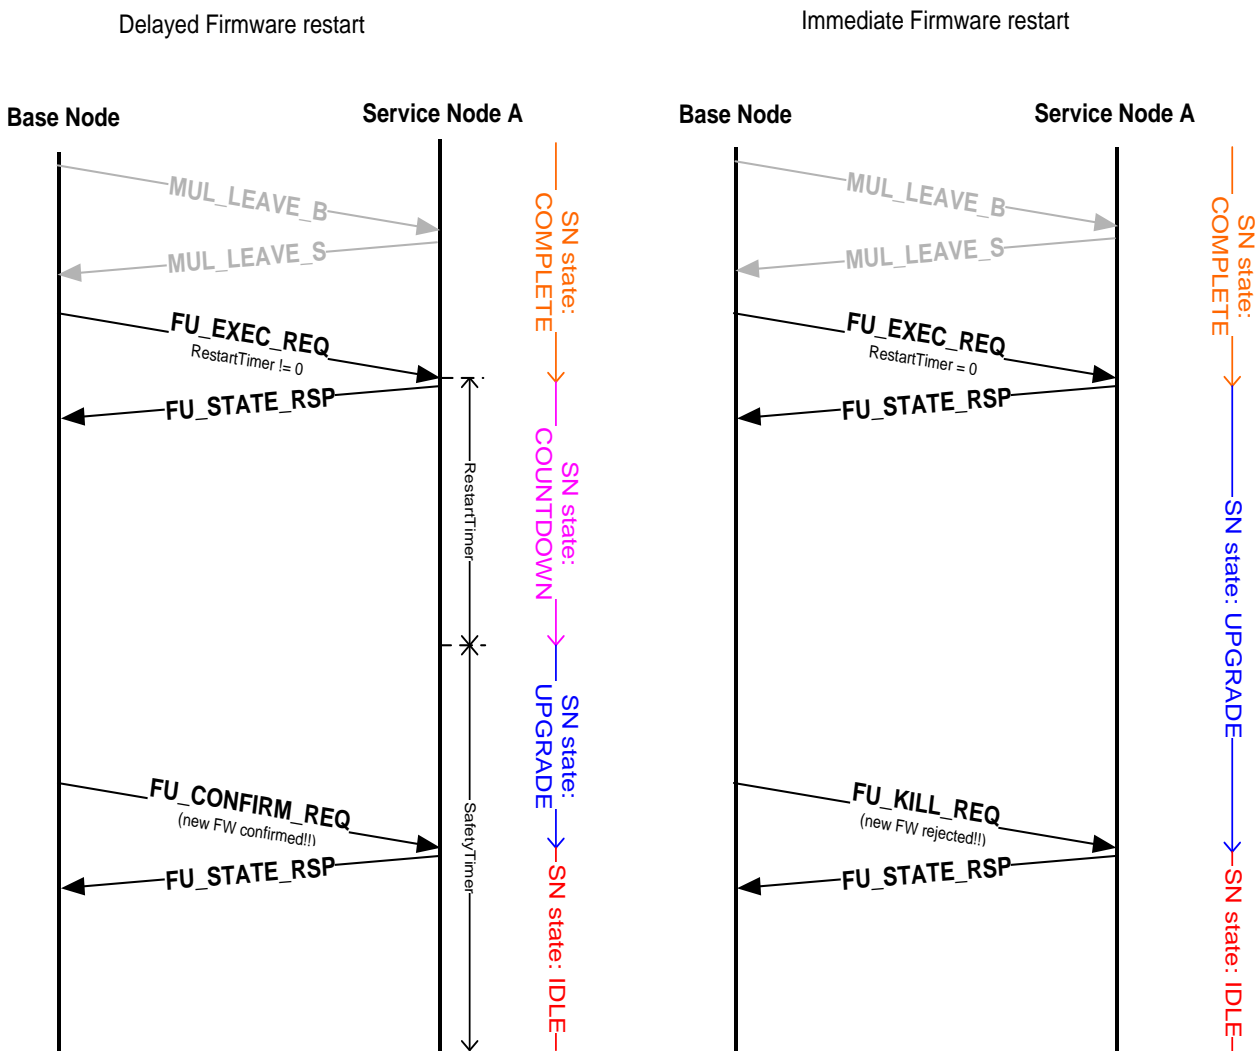 Delayed Firmware restart
Base Node
Service Node A
MUL_LEAVE_B
MUL_LEAVE_S
SN state:
COMPLETE
FU_EXEC_REQ
RestartTimer != 0
FU_STATE_RSP
RestartTimer
SN state:
COUNTDOWN
SN state:
UPGRADE
FU_CONFIRM_REQ
(new FW confirmed!!)
FU_STATE_RSP
SafetyTimer
SN state: IDLE
Immediate Firmware restart
Base Node
Service Node A
MUL_LEAVE_B
MUL_LEAVE_S
SN state:
COMPLETE
FU_EXEC_REQ
RestartTimer = 0
FU_STATE_RSP
SN state: UPGRADE
FU_KILL_REQ
(new FW rejected!!)
FU_STATE_RSP
SN state: IDLE